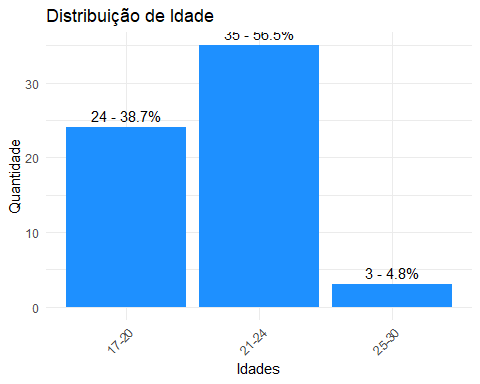 Distribuição de Idade
35 - 56.5%
24 - 38.7%
3 - 4.8%
30
20
10
0
Quantidade
17-20
21-24
25-30
Idades